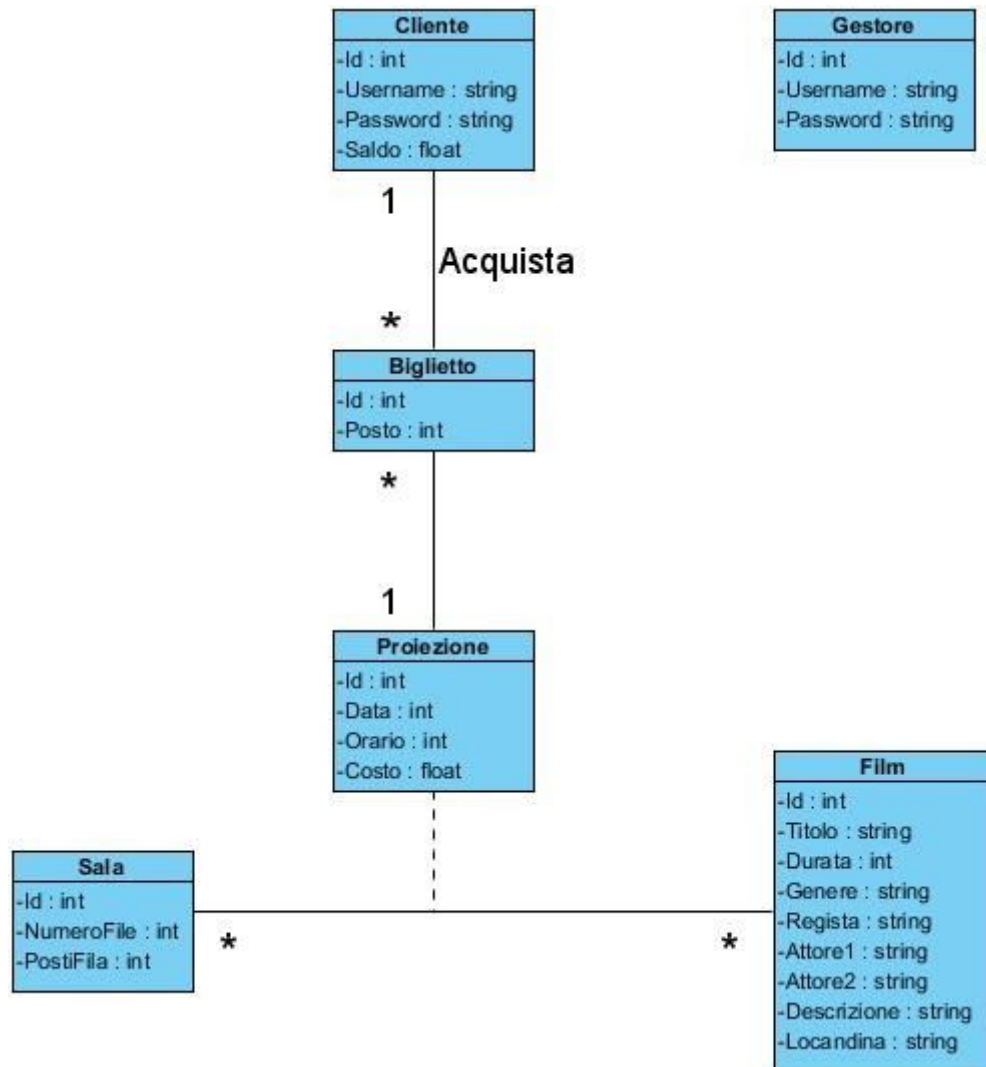 Cliente
-Id : int
-Username : string
-Password : string
-Saldo : float
Gestore
-Id : int
-Username : string
-Password : string
1
Acquista
*
Biglietto
-Id : int
-Posto : int
*
1
Proiezione
-Id : int
-Data : int
-Orario : int
-Costo : float
Sala
-Id : int
-NumeroFile : int
-PostiFila : int
*
*
Film
-Id : int
-Titolo : string
-Durata : int
-Genere : string
-Regista : string
-Attore1 : string
-Attore2 : string
-Descrizione : string
-Locandina : string